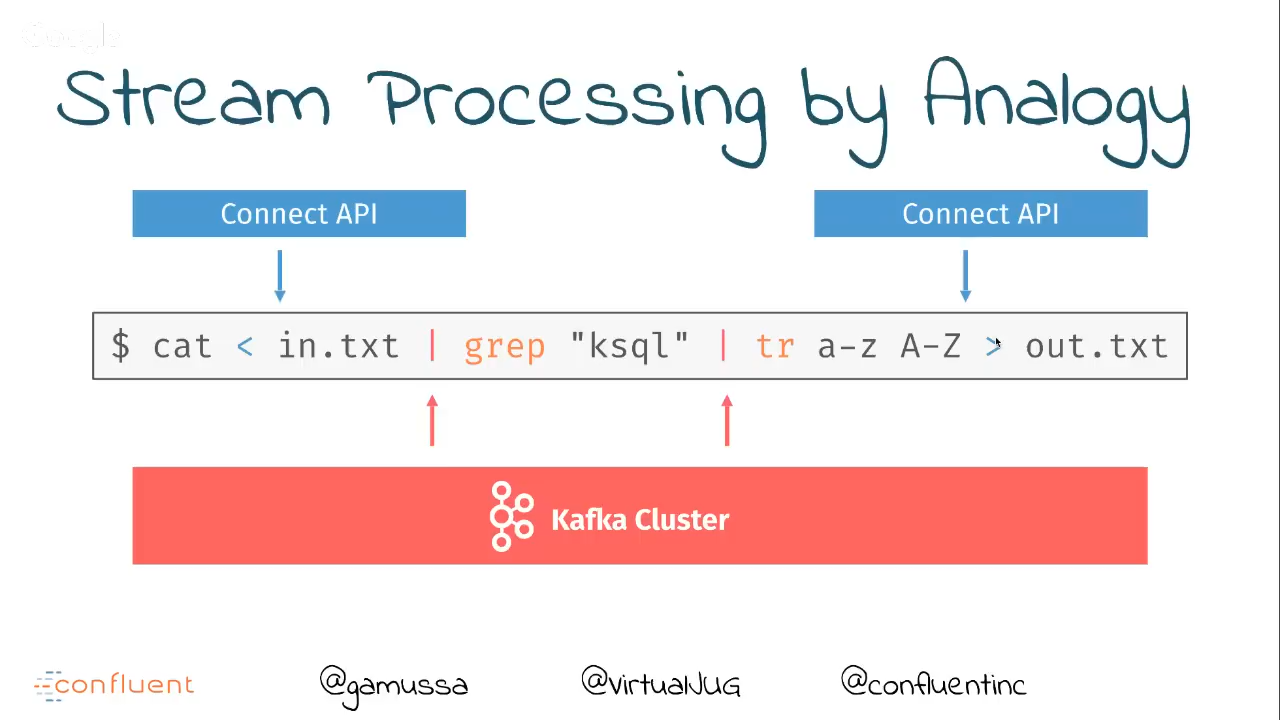 Google
Stream Processing by Analogy
Connect API
Connect API
$ cat < in.txt | grep "ksql" | tr a-z A-Z > out.txt
Kafka Cluster
confluent
@gamussa
@virtualJUG
@confluentinc